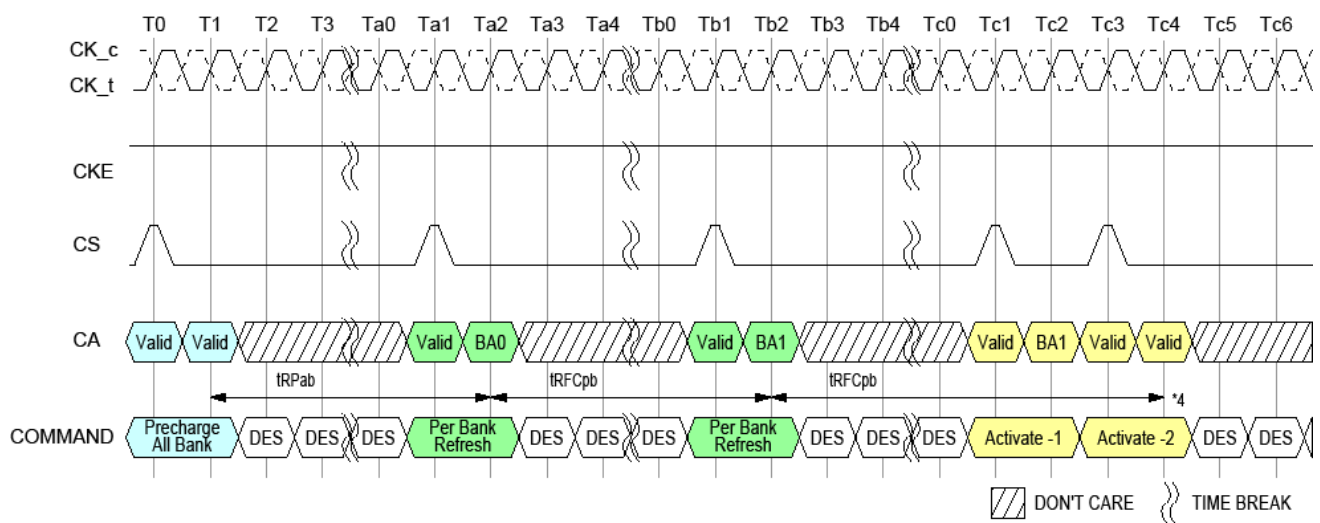 T0 T1 T2 T3 Ta0 Ta1 Ta2 Ta3 Ta4 Tb0 Tb1 Tb2 Tb3 Tb4 Tc0 Tc1 Tc2 Tc3 Tc4 Tc5 Tc6
CK_c
CK_t
CKE
CS
CA Valid Valid Valid BA0 Valid BA1 Valid BA1 Valid Valid
tRPab tRFCpb tRFCpb *4
COMMAND Precharge All Bank DES DES DES Per Bank Refresh DES DES DES Per Bank Refresh DES DES DES Activate -1 Activate -2 DES DES
DON'T CARE TIME BREAK